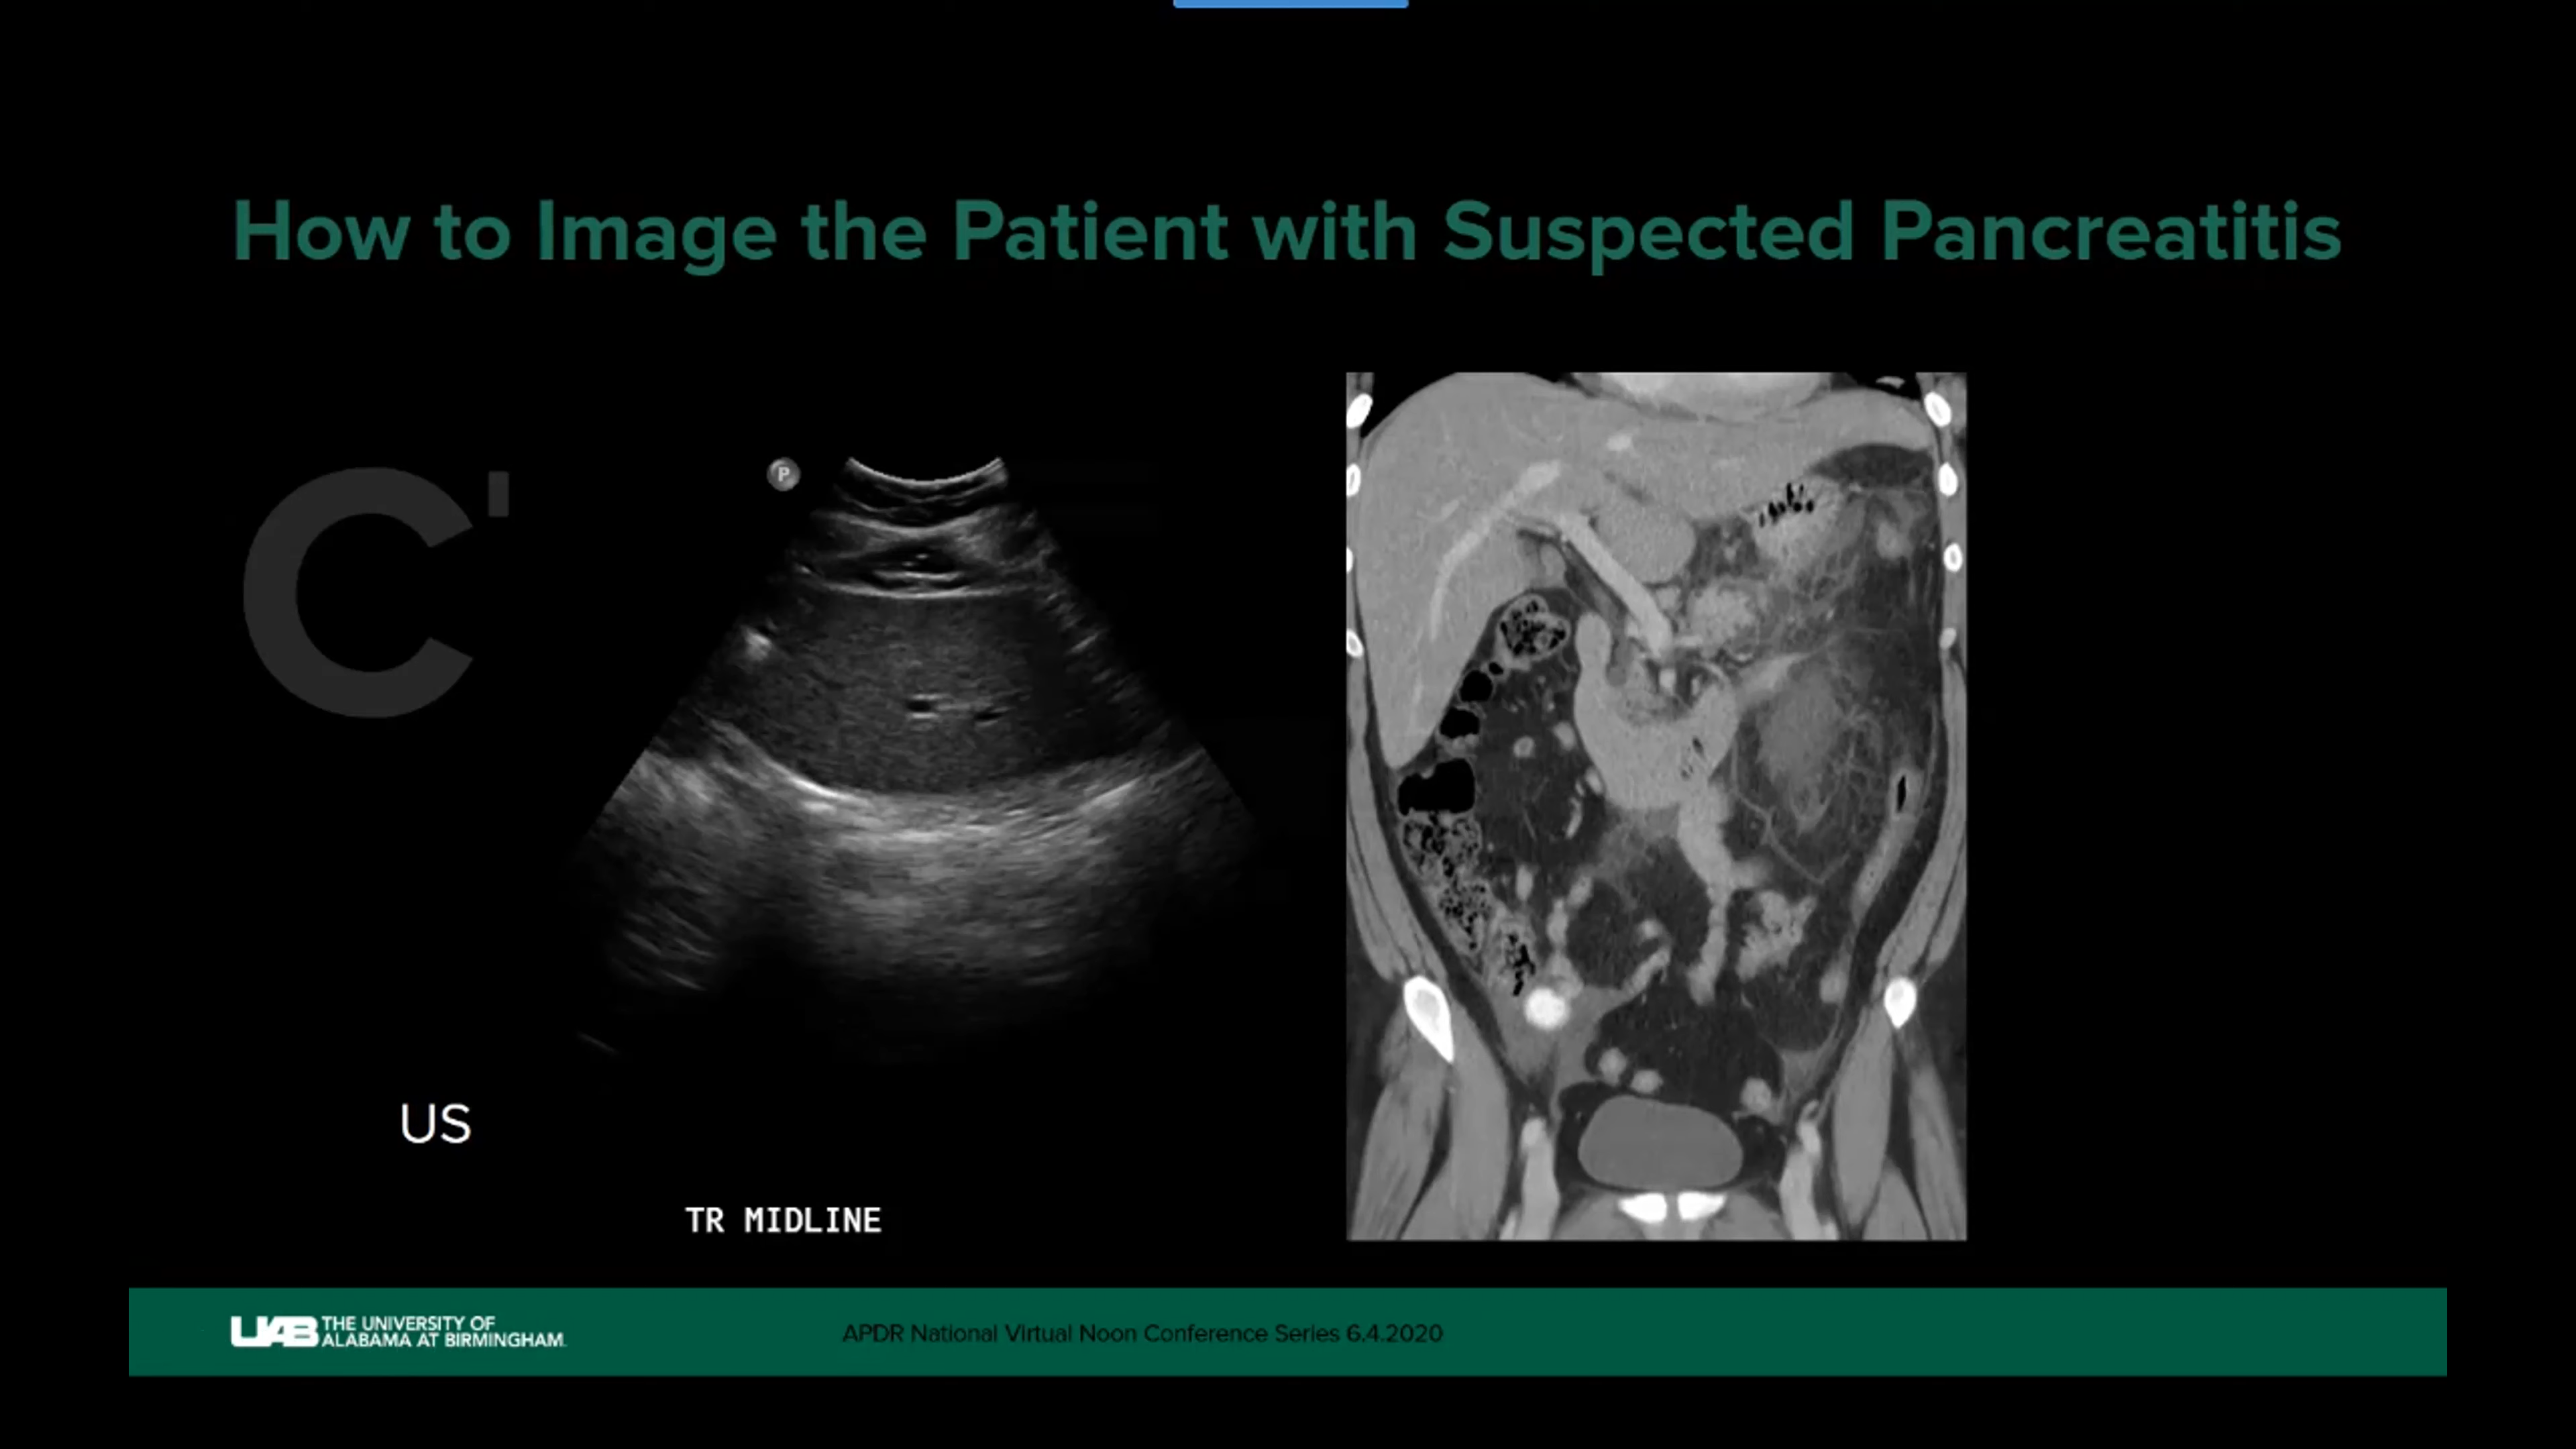 How to Image the Patient with Suspected Pancreatitis
P
C'
US
TR MIDLINE
UAB THE UNIVERSITY OF
ALABAMA AT BIRMINGHAM.
APDR National Virtual Noon Conference Series 6.4.2020